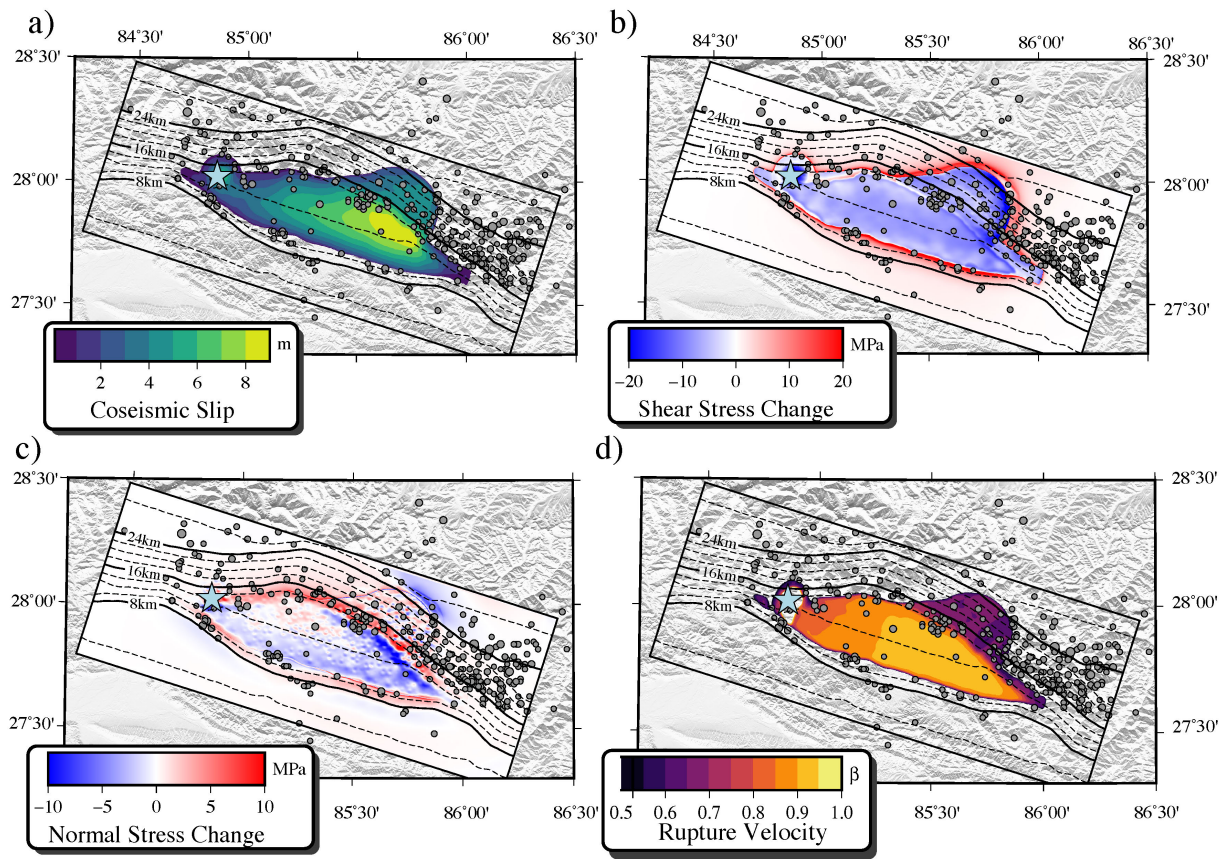 a)
84˚30' 85˚00' 86˚00' 86˚30'
28˚30'
28˚00'
27˚30'
24km
16km
8km
m
2 4 6 8
Coseismic Slip
b)
84˚30' 85˚00' 85˚30' 86˚00' 86˚30'
28˚30'
28˚00'
27˚30'
24km
16km
8km
MPa
−20 −10 0 10 20
Shear Stress Change
c)
28˚30'
28˚00'
27˚30'
24km
16km
8km
MPa
−10 −5 0 5 10
Normal Stress Change
85˚30' 86˚00' 86˚30'
d)
28˚30'
28˚00'
27˚30'
24km
16km
8km
β
0.5 0.6 0.7 0.8 0.9 1.0
Rupture Velocity
85˚30' 86˚00' 86˚30'